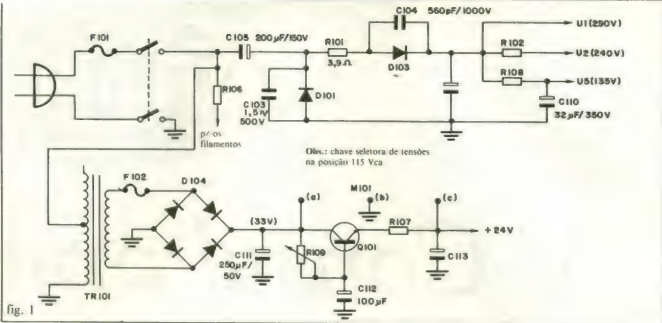 C104 560pF/1000V
F101
C105 200µF/150V
R101
3,9Ω
D103
U1(290V)
R102
U2(240V)
R108
U5(135V)
R106
C103
1,5n/
500V
D101
C110
32µF/350V
p/ os
filamentos
Obs.: chave seletora de tensões
na posição 115 Vca
F102
D104
(a)
M101
(b)
(c)
(33V)
R107
+24V
Q101
R109
C111
250µF/
50V
C113
C112
100µF
TR101
fig. 1